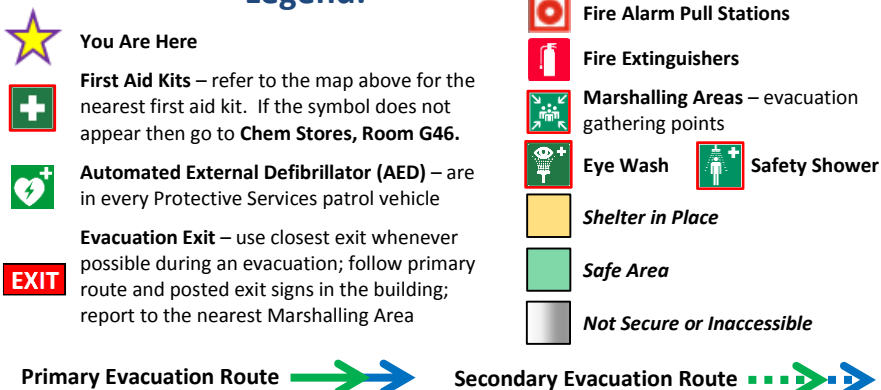 Legend:
You Are Here
First Aid Kits – refer to the map above for the
nearest first aid kit. If the symbol does not
appear then go to Chem Stores, Room G46.
Automated External Defibrillator (AED) – are
in every Protective Services patrol vehicle
Evacuation Exit – use closest exit whenever
possible during an evacuation; follow primary
route and posted exit signs in the building;
report to the nearest Marshalling Area
EXIT
Primary Evacuation Route
Fire Alarm Pull Stations
Fire Extinguishers
Marshalling Areas – evacuation
gathering points
Eye Wash
Safety Shower
Shelter in Place
Safe Area
Not Secure or Inaccessible
Secondary Evacuation Route